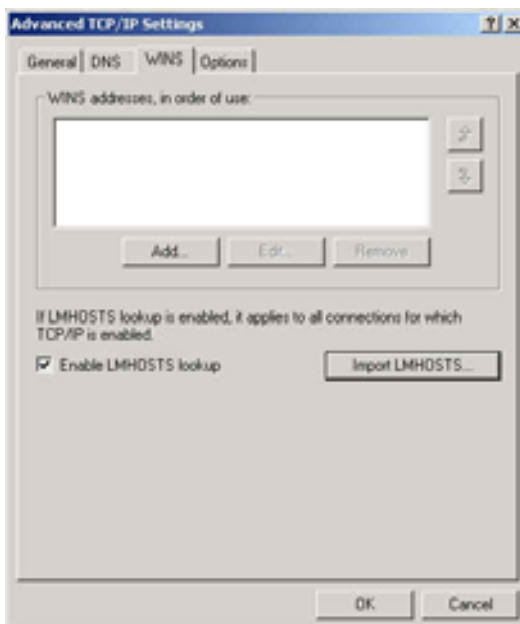 Advanced TCP/IP Settings
General DNS WINS Options
WINS addresses, in order of use:
Add... Edit... Remove
If LMHOSTS lookup is enabled, it applies to all connections for which
TCP/IP is enabled.
Enable LMHOSTS lookup Import LMHOSTS...
OK Cancel